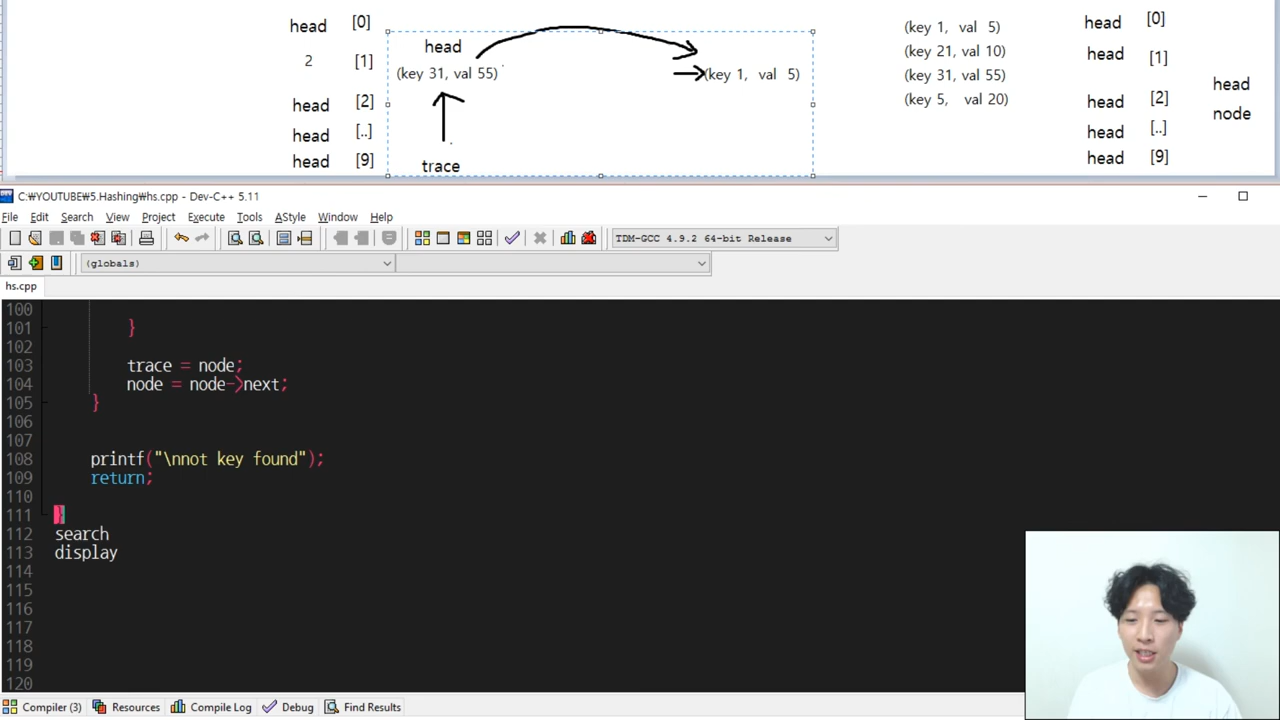 head [0]
2 [1]
head [2]
head [..]
head [9]
head
(key 31, val 55)
trace
(key 1, val 5)
(key 1, val 5)
(key 21, val 10)
(key 31, val 55)
(key 5, val 20)
head [0]
head [1]
head [2]
head [..]
head [9]
head
node
C:₩YOUTUBE₩5.Hashing₩hs.cpp - Dev-C++ 5.11
File Edit Search View Project Execute Tools AStyle Window Help
TDM-GCC 4.9.2 64-bit Release
(globals)
hs.cpp
100
101 }
102
103 trace = node;
104 node = node->next;
105 }
106
107
108 printf("\nnot key found");
109 return;
110
111 }
112 search
113 display
114
115
116
117
118
119
120
Compiler (3) Resources Compile Log Debug Find Results